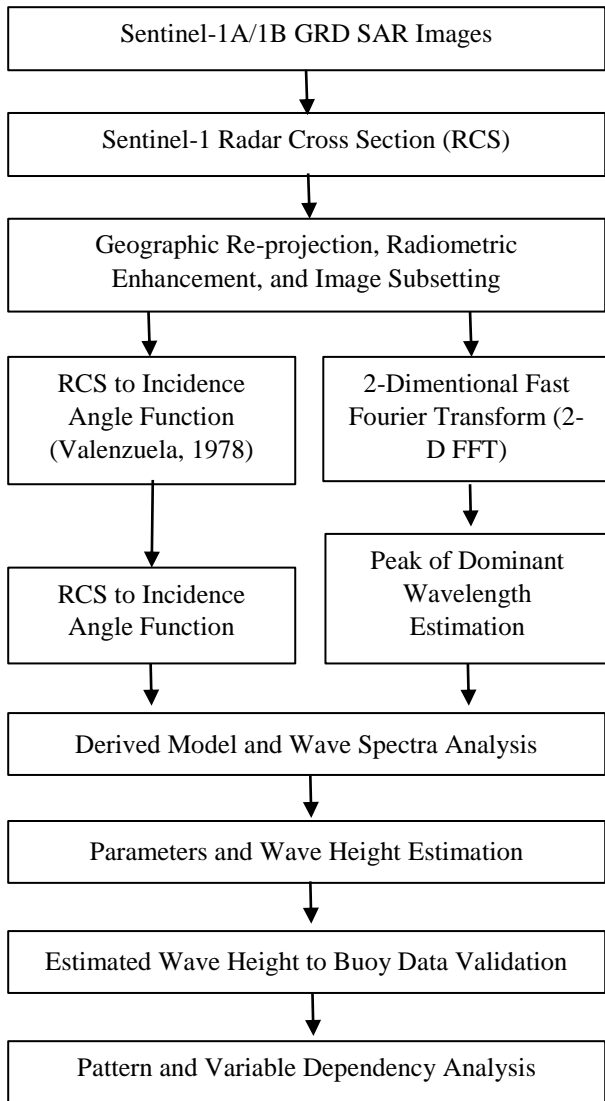 Sentinel-1A/1B GRD SAR Images
Sentinel-1 Radar Cross Section (RCS)
Geographic Re-projection, Radiometric
Enhancement, and Image Subsetting
RCS to Incidence
Angle Function
(Valenzuela, 1978)
2-Dimentional Fast
Fourier Transform (2-
D FFT)
RCS to Incidence
Angle Function
Peak of Dominant
Wavelength
Estimation
Derived Model and Wave Spectra Analysis
Parameters and Wave Height Estimation
Estimated Wave Height to Buoy Data Validation
Pattern and Variable Dependency Analysis